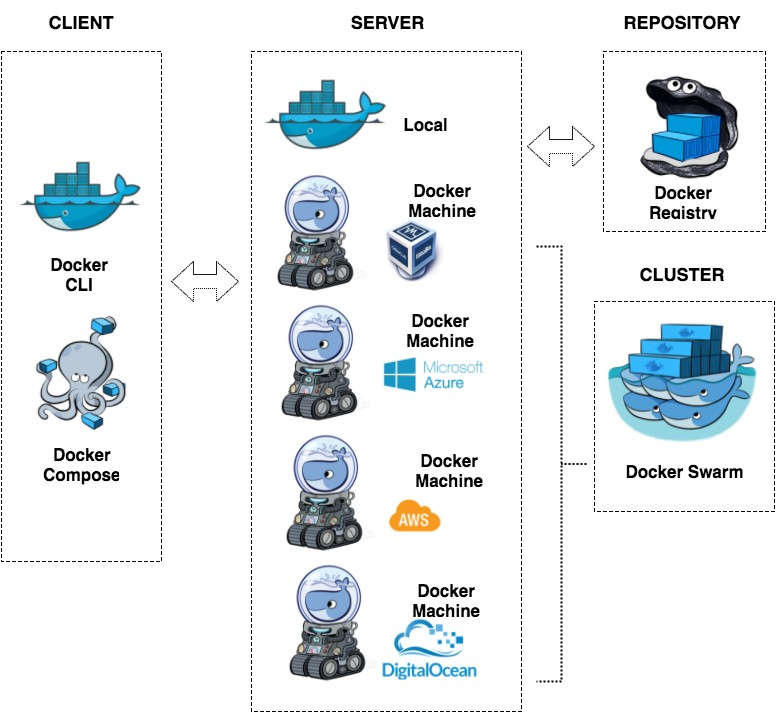 CLIENT
SERVER
REPOSITORY
Docker
CLI
Docker
Compose
Local
Docker
Machine
Docker
Machine
Microsoft
Azure
Docker
Machine
AWS
Docker
Machine
DigitalOcean
Docker
Registry
CLUSTER
Docker Swarm